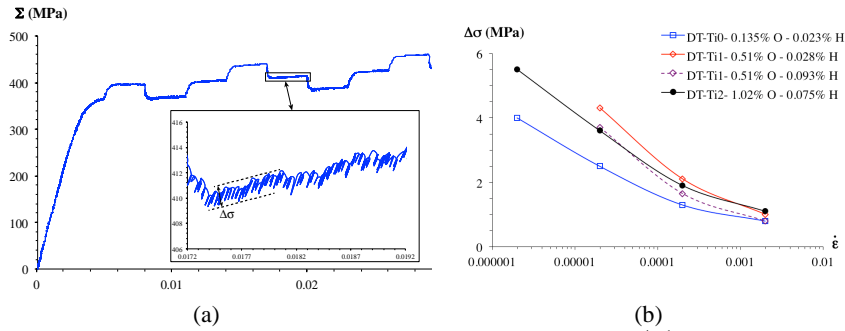 Σ (MPa)
500
400
300
200
100
0
416
414
412
410
408
406
Δσ
0.0172
0.0177
0.0182
0.0187
0.0192
0
0.01
0.02
(a)
Δσ (MPa)
DT-Ti0- 0.135% O - 0.023% H
DT-Ti1- 0.51% O - 0.028% H
DT-Ti1- 0.51% O - 0.093% H
DT-Ti2- 1.02% O - 0.075% H
6
4
2
0
ε̇
0.000001
0.00001
0.0001
0.001
0.01
(b)